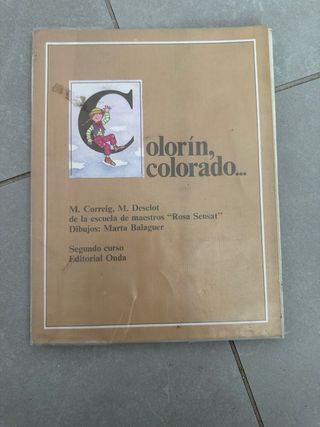 Colorín,
colorado...
M. Correig, M. Desclot
de la escuela de maestros "Rosa Sensat"
Dibujos: Marta Balaguer
Segundo curso
Editorial Onda